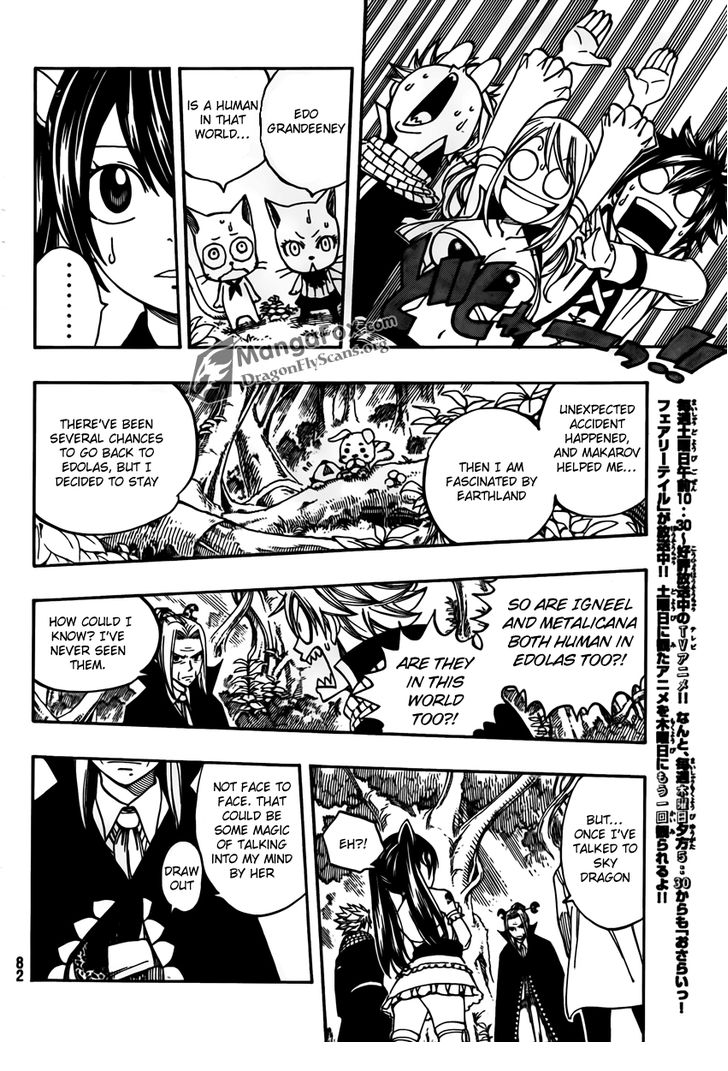 ドビャーーっ!!
EDO
GRANDEENEY
IS A HUMAN
IN THAT
WORLD...
........
Mangarox.com
DragonFlyScans.org
UNEXPECTED
ACCIDENT
HAPPENED,
AND MAKAROV
HELPED ME...
THEN I AM
FASCINATED BY
EARTHLAND
THERE'VE BEEN
SEVERAL CHANCES
TO GO BACK TO
EDOLAS, BUT I
DECIDED TO STAY
SO ARE IGNEEL
AND METALICANA
BOTH HUMAN IN
EDOLAS TOO?!
ARE THEY
IN THIS
WORLD
TOO?!
HOW COULD I
KNOW? I'VE
NEVER SEEN
THEM.
BUT...
ONCE I'VE
TALKED TO
SKY
DRAGON
EH?!
NOT FACE TO
FACE. THAT
COULD BE
SOME MAGIC
OF TALKING
INTO MY MIND
BY HER
DRAW
OUT
毎週土曜日午前10：30〜好評放送中のTVアニメ!! なんと、毎週木曜日夕方5：30からも「おさらいっ！
フェアリーテイル」が放送中!! 土曜日に観たアニメを木曜日にもう一回観られるよ!!
82